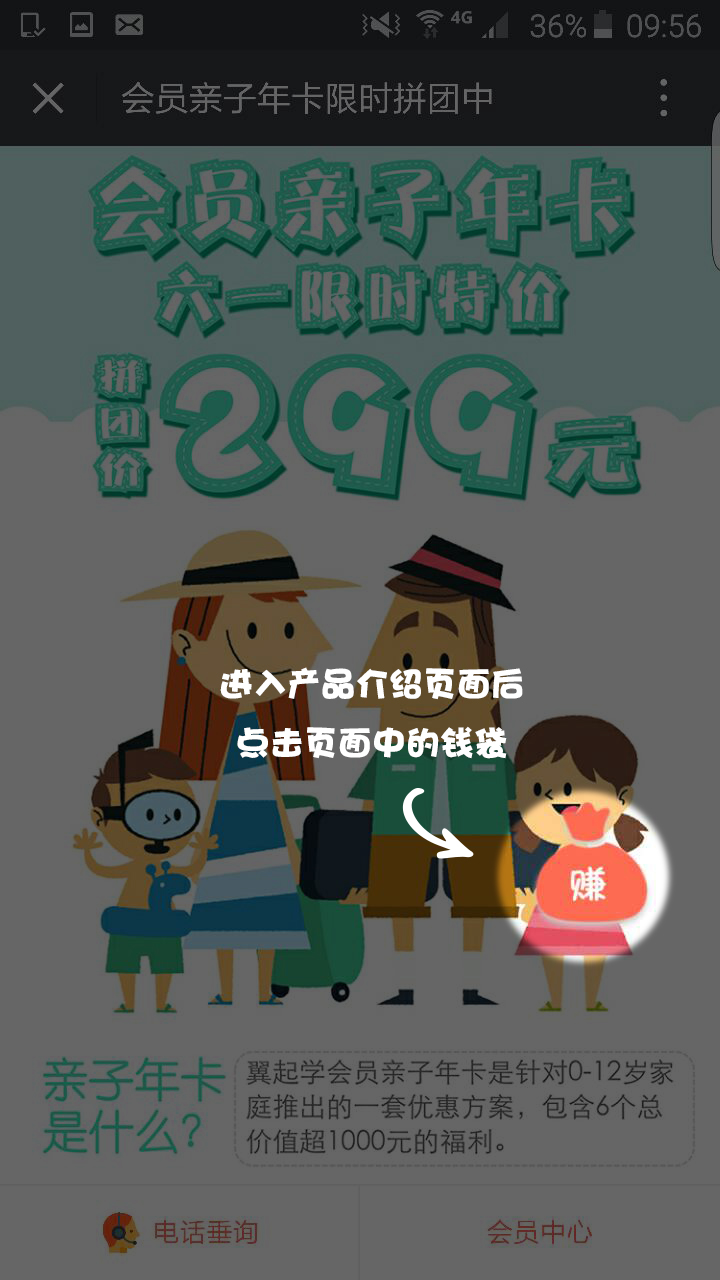 4G 36% 09:56
会员亲子年卡限时拼团中
会员亲子年卡
六一限时特价
拼团价 299元
进入产品介绍页面后
点击页面中的钱袋
赚
亲子年卡
是什么?
翼起学会员亲子年卡是针对0-12岁家
庭推出的一套优惠方案，包含6个总
价值超1000元的福利。
电话垂询
会员中心